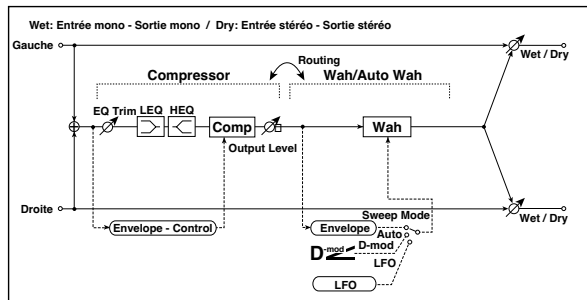 Wet: Entrée mono - Sortie mono / Dry: Entrée stéréo - Sortie stéréo
Gauche
Wet / Dry
Routing
Compressor
Wah/Auto Wah
EQ Trim
LEQ
HEQ
Comp
Wah
Output Level
Droite
Wet / Dry
Sweep Mode
Envelope - Control
Envelope
Auto
D-mod
D-mod
LFO
LFO